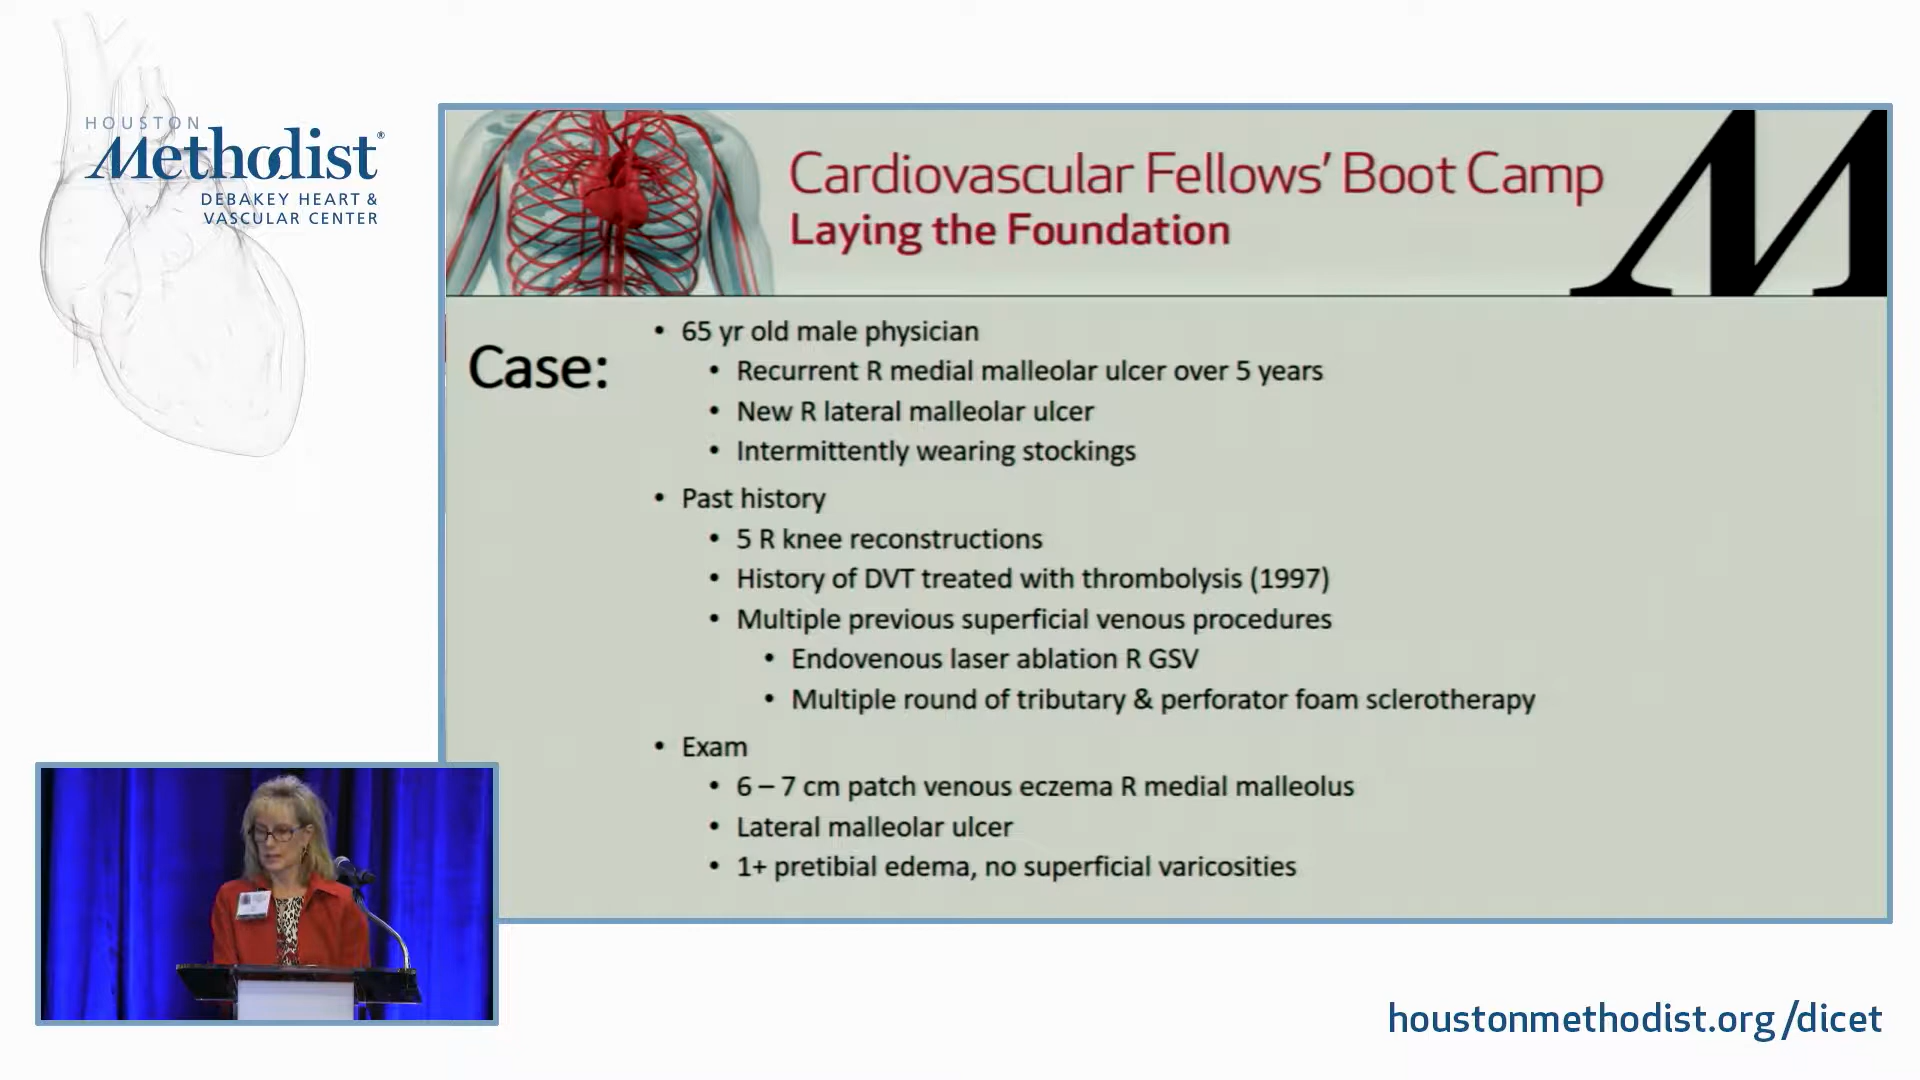 HOUSTON
Methodist®
DEBAKEY HEART &
VASCULAR CENTER
Cardiovascular Fellows' Boot Camp
Laying the Foundation
M
Case:
• 65 yr old male physician
• Recurrent R medial malleolar ulcer over 5 years
• New R lateral malleolar ulcer
• Intermittently wearing stockings
• Past history
• 5 R knee reconstructions
• History of DVT treated with thrombolysis (1997)
• Multiple previous superficial venous procedures
• Endovenous laser ablation R GSV
• Multiple round of tributary & perforator foam sclerotherapy
• Exam
• 6 – 7 cm patch venous eczema R medial malleolus
• Lateral malleolar ulcer
• 1+ pretibial edema, no superficial varicosities
houstonmethodist.org/dicet